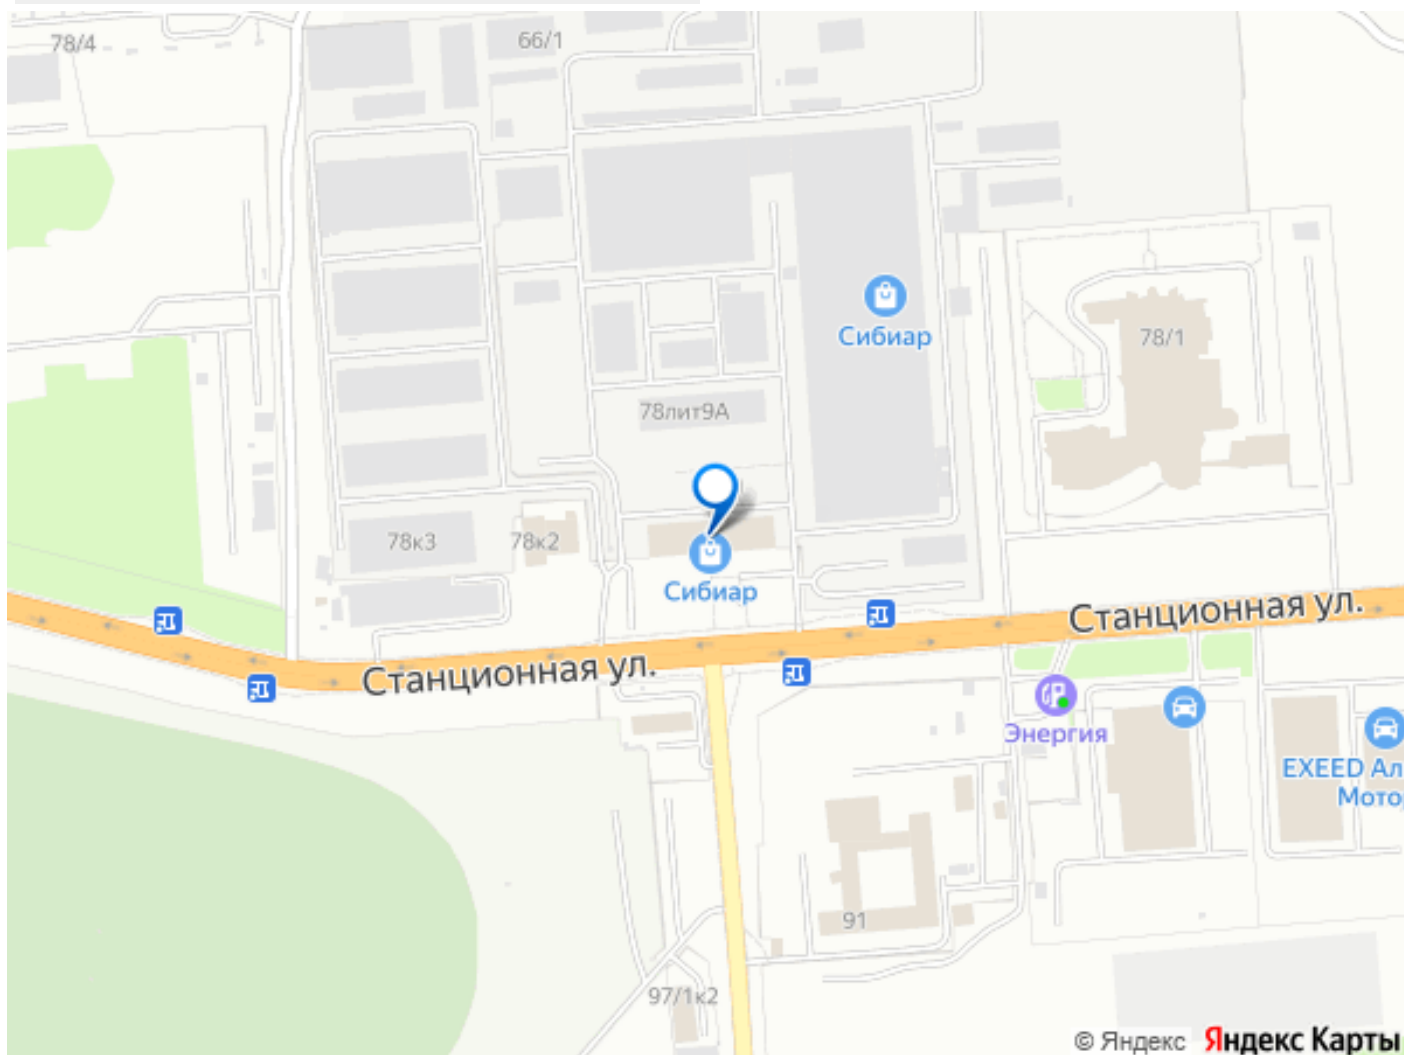 78/4
66/1
Сибиар
78/1
78лит9А
78к3
78к2
Сибиар
Станционная ул.
Станционная ул.
Энергия
EXEED Ал
Мото
91
97/1к2
© Яндекс Яндекс Карты